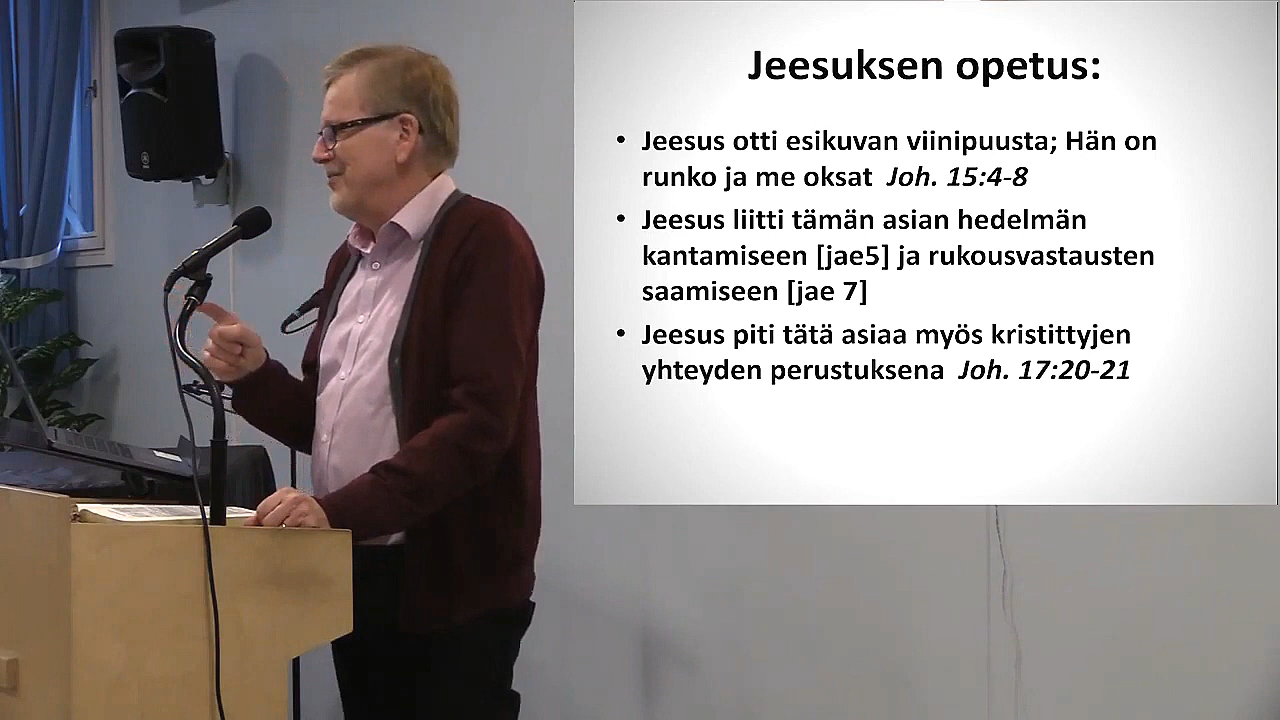 Jeesuksen opetus:
• Jeesus otti esikuvan viinipuusta; Hän on
runko ja me oksat Joh. 15:4-8
• Jeesus liitti tämän asian hedelmän
kantamiseen [jae5] ja rukousvastausten
saamiseen [jae 7]
• Jeesus piti tätä asiaa myös kristittyjen
yhteyden perustuksena Joh. 17:20-21